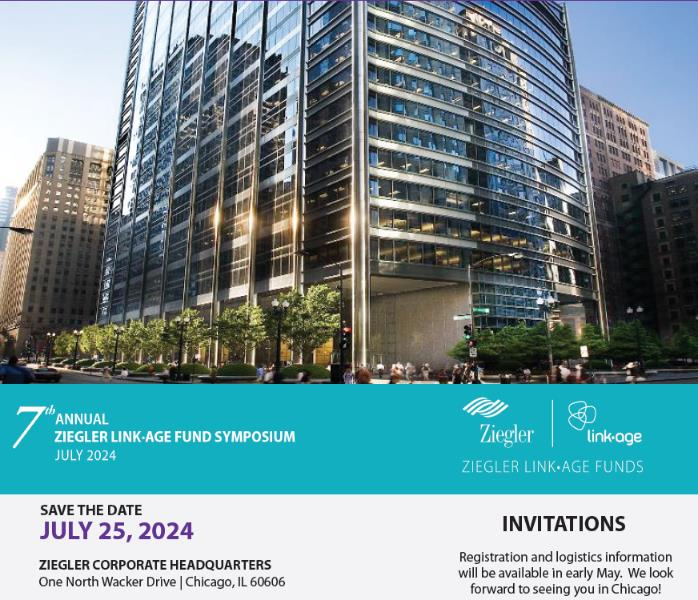 7th ANNUAL
ZIEGLER LINK•AGE FUND SYMPOSIUM
JULY 2024
Ziegler
link•age
ZIEGLER LINK•AGE FUNDS
SAVE THE DATE
JULY 25, 2024
ZIEGLER CORPORATE HEADQUARTERS
One North Wacker Drive | Chicago, IL 60606
INVITATIONS
Registration and logistics information
will be available in early May.  We look
forward to seeing you in Chicago!